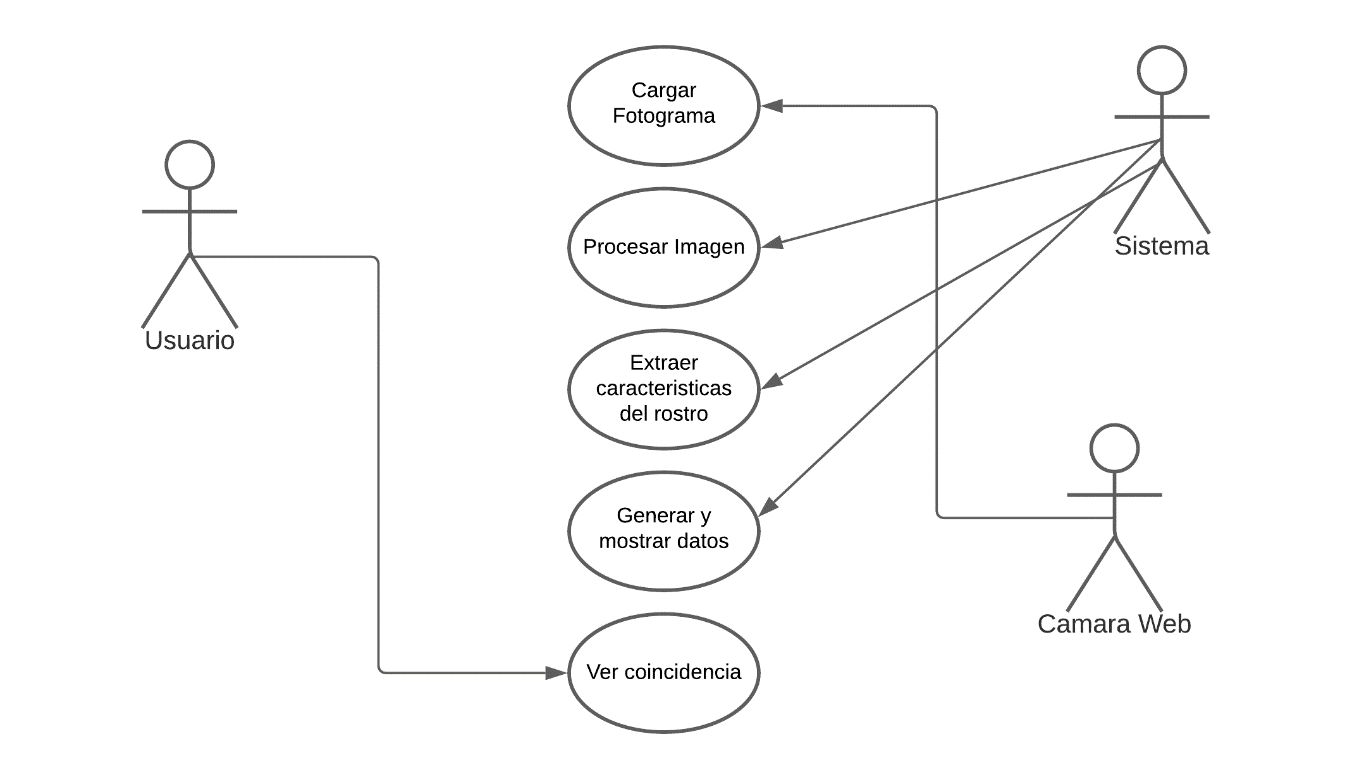 Cargar
Fotograma
Procesar Imagen
Sistema
Usuario
Extraer
caracteristicas
del rostro
Generar y
mostrar datos
Camara Web
Ver coincidencia